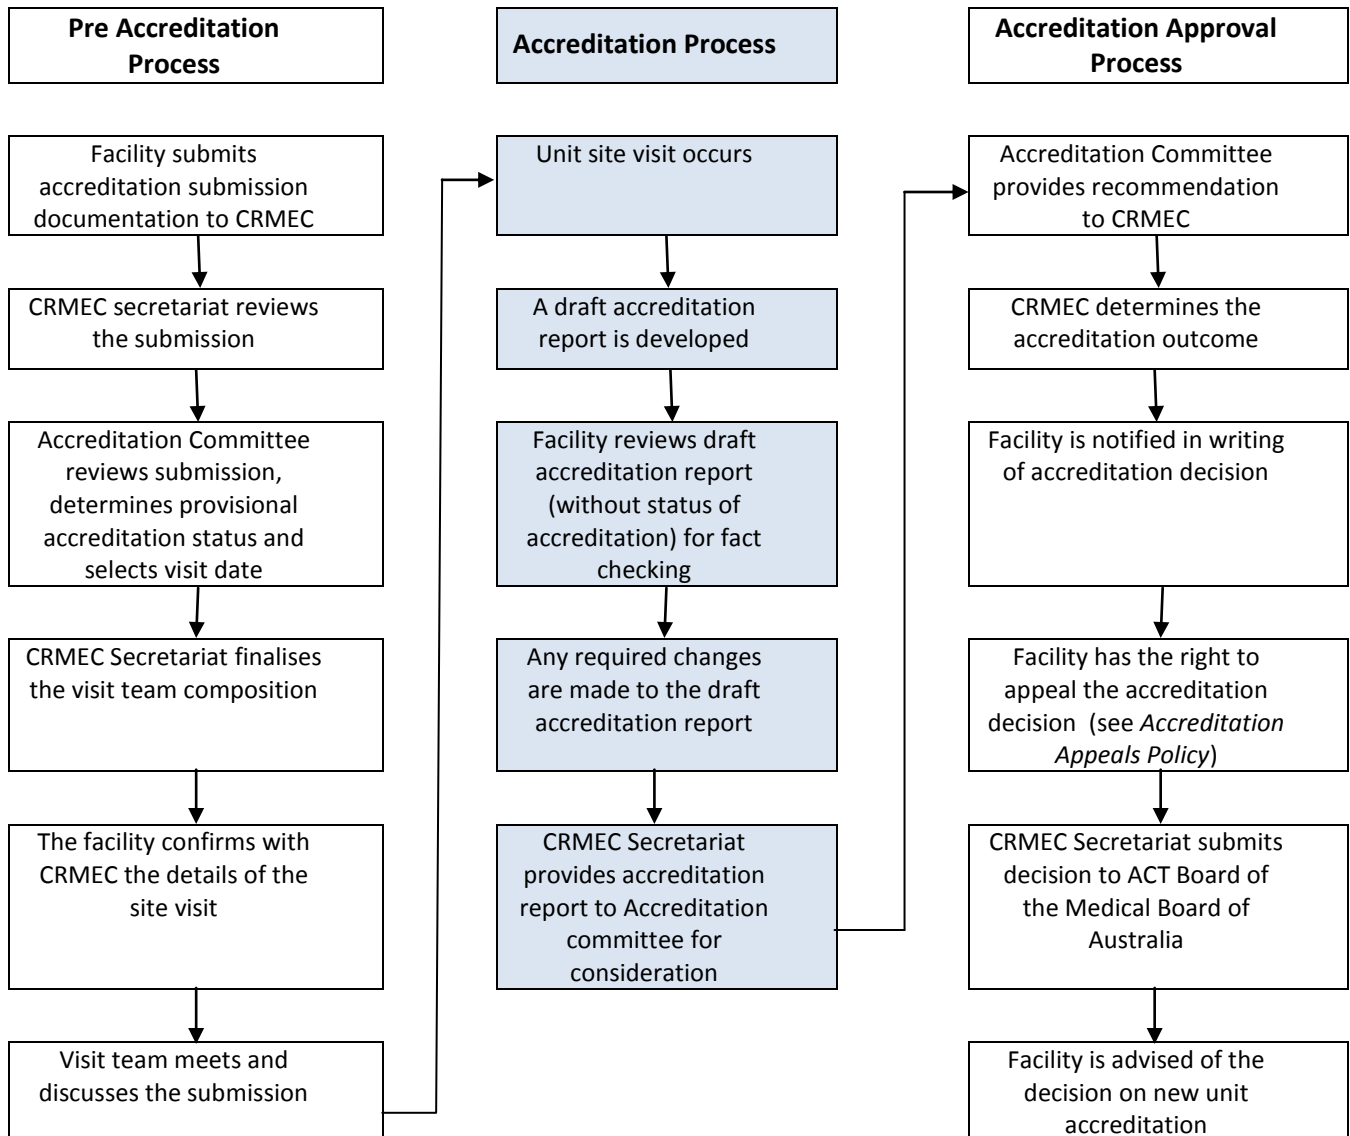 Pre Accreditation
Process
Facility submits
accreditation submission
documentation to CRMEC
CRMEC secretariat reviews
the submission
Accreditation Committee
reviews submission,
determines provisional
accreditation status and
selects visit date
CRMEC Secretariat finalises
the visit team composition
The facility confirms with
CRMEC the details of the
site visit
Visit team meets and
discusses the submission
Accreditation Process
Unit site visit occurs
A draft accreditation
report is developed
Facility reviews draft
accreditation report
(without status of
accreditation) for fact
checking
Any required changes
are made to the draft
accreditation report
CRMEC Secretariat
provides accreditation
report to Accreditation
committee for
consideration
Accreditation Approval
Process
Accreditation Committee
provides recommendation
to CRMEC
CRMEC determines the
accreditation outcome
Facility is notified in writing
of accreditation decision
Facility has the right to
appeal the accreditation
decision (see Accreditation
Appeals Policy)
CRMEC Secretariat submits
decision to ACT Board of
the Medical Board of
Australia
Facility is advised of the
decision on new unit
accreditation